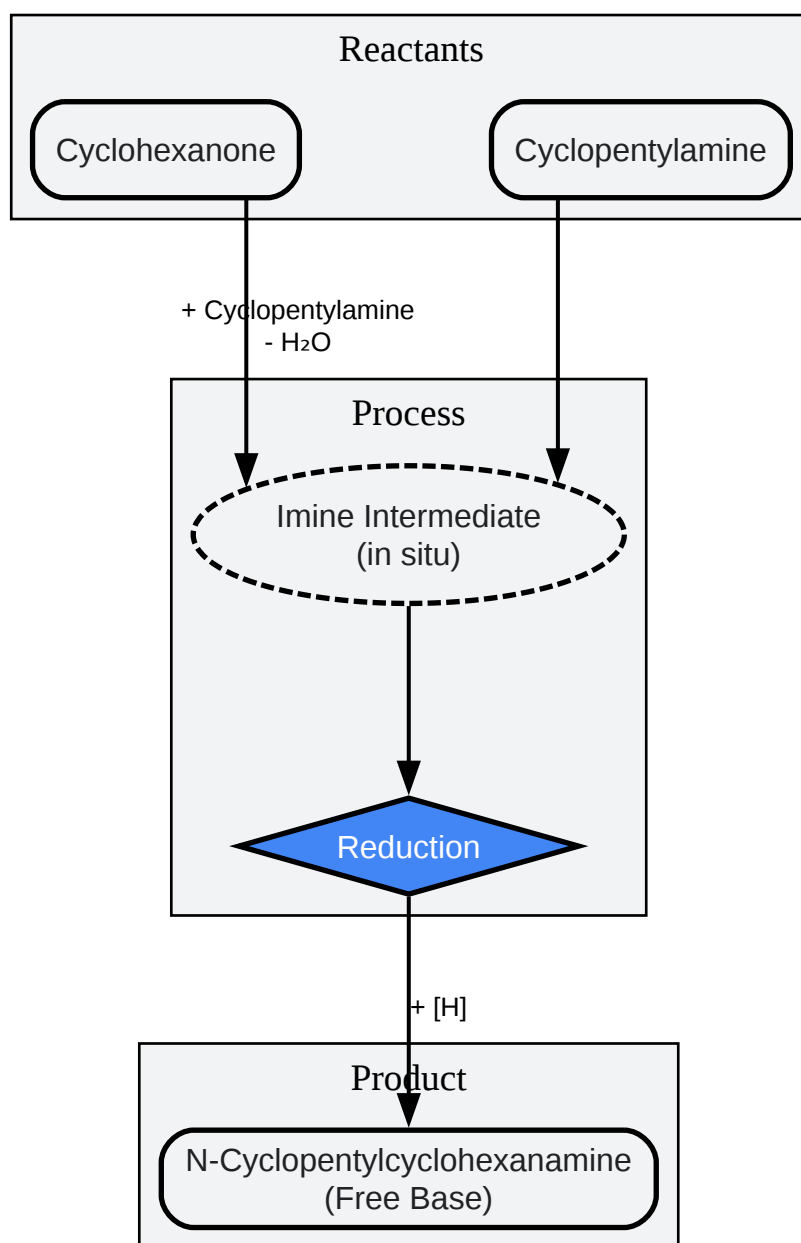 Reactants
Cyclohexanone
Cyclopentylamine
+ Cyclopentylamine
- H₂O
Process
Imine Intermediate
(in situ)
Reduction
+ [H]
Product
N-Cyclopentylcyclohexanamine
(Free Base)